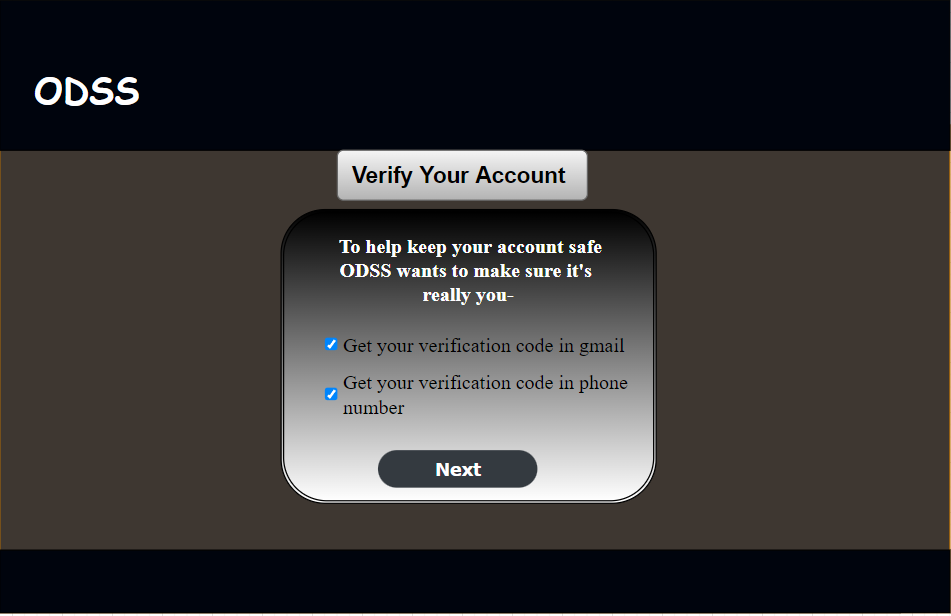 ODSS
Verify Your Account
To help keep your account safe
ODSS wants to make sure it's
really you-
Get your verification code in gmail
Get your verification code in phone
number
Next